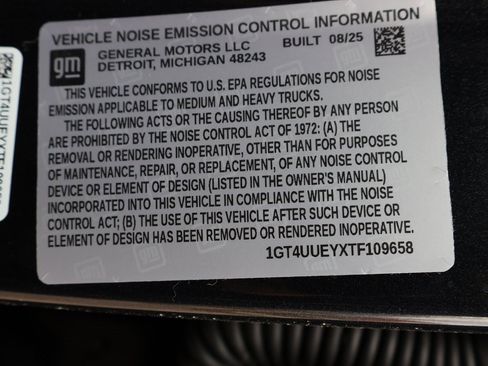 VEHICLE NOISE EMISSION CONTROL INFORMATION
gm
GENERAL MOTORS LLC BUILT 08/25
DETROIT, MICHIGAN 48243
THIS VEHICLE CONFORMS TO U.S. EPA REGULATIONS FOR NOISE
EMISSION APPLICABLE TO MEDIUM AND HEAVY TRUCKS.
THE FOLLOWING ACTS OR THE CAUSING THEREOF BY ANY PERSON
ARE PROHIBITED BY THE NOISE CONTROL ACT OF 1972: (A) THE
REMOVAL OR RENDERING INOPERATIVE, OTHER THAN FOR PURPOSES
OF MAINTENANCE, REPAIR, OR REPLACEMENT, OF ANY NOISE CONTROL
DEVICE OR ELEMENT OF DESIGN (LISTED IN THE OWNER'S MANUAL)
INCORPORATED INTO THIS VEHICLE IN COMPLIANCE WITH THE NOISE
CONTROL ACT; (B) THE USE OF THIS VEHICLE AFTER SUCH DEVICE OR
ELEMENT OF DESIGN HAS BEEN REMOVED OR RENDERED INOPERATIVE.
1GT4UUEYXTF109658